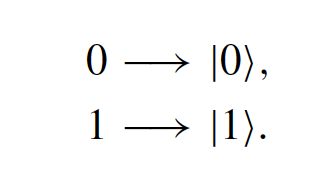 0 ⟶ |0⟩,
1 ⟶ |1⟩.